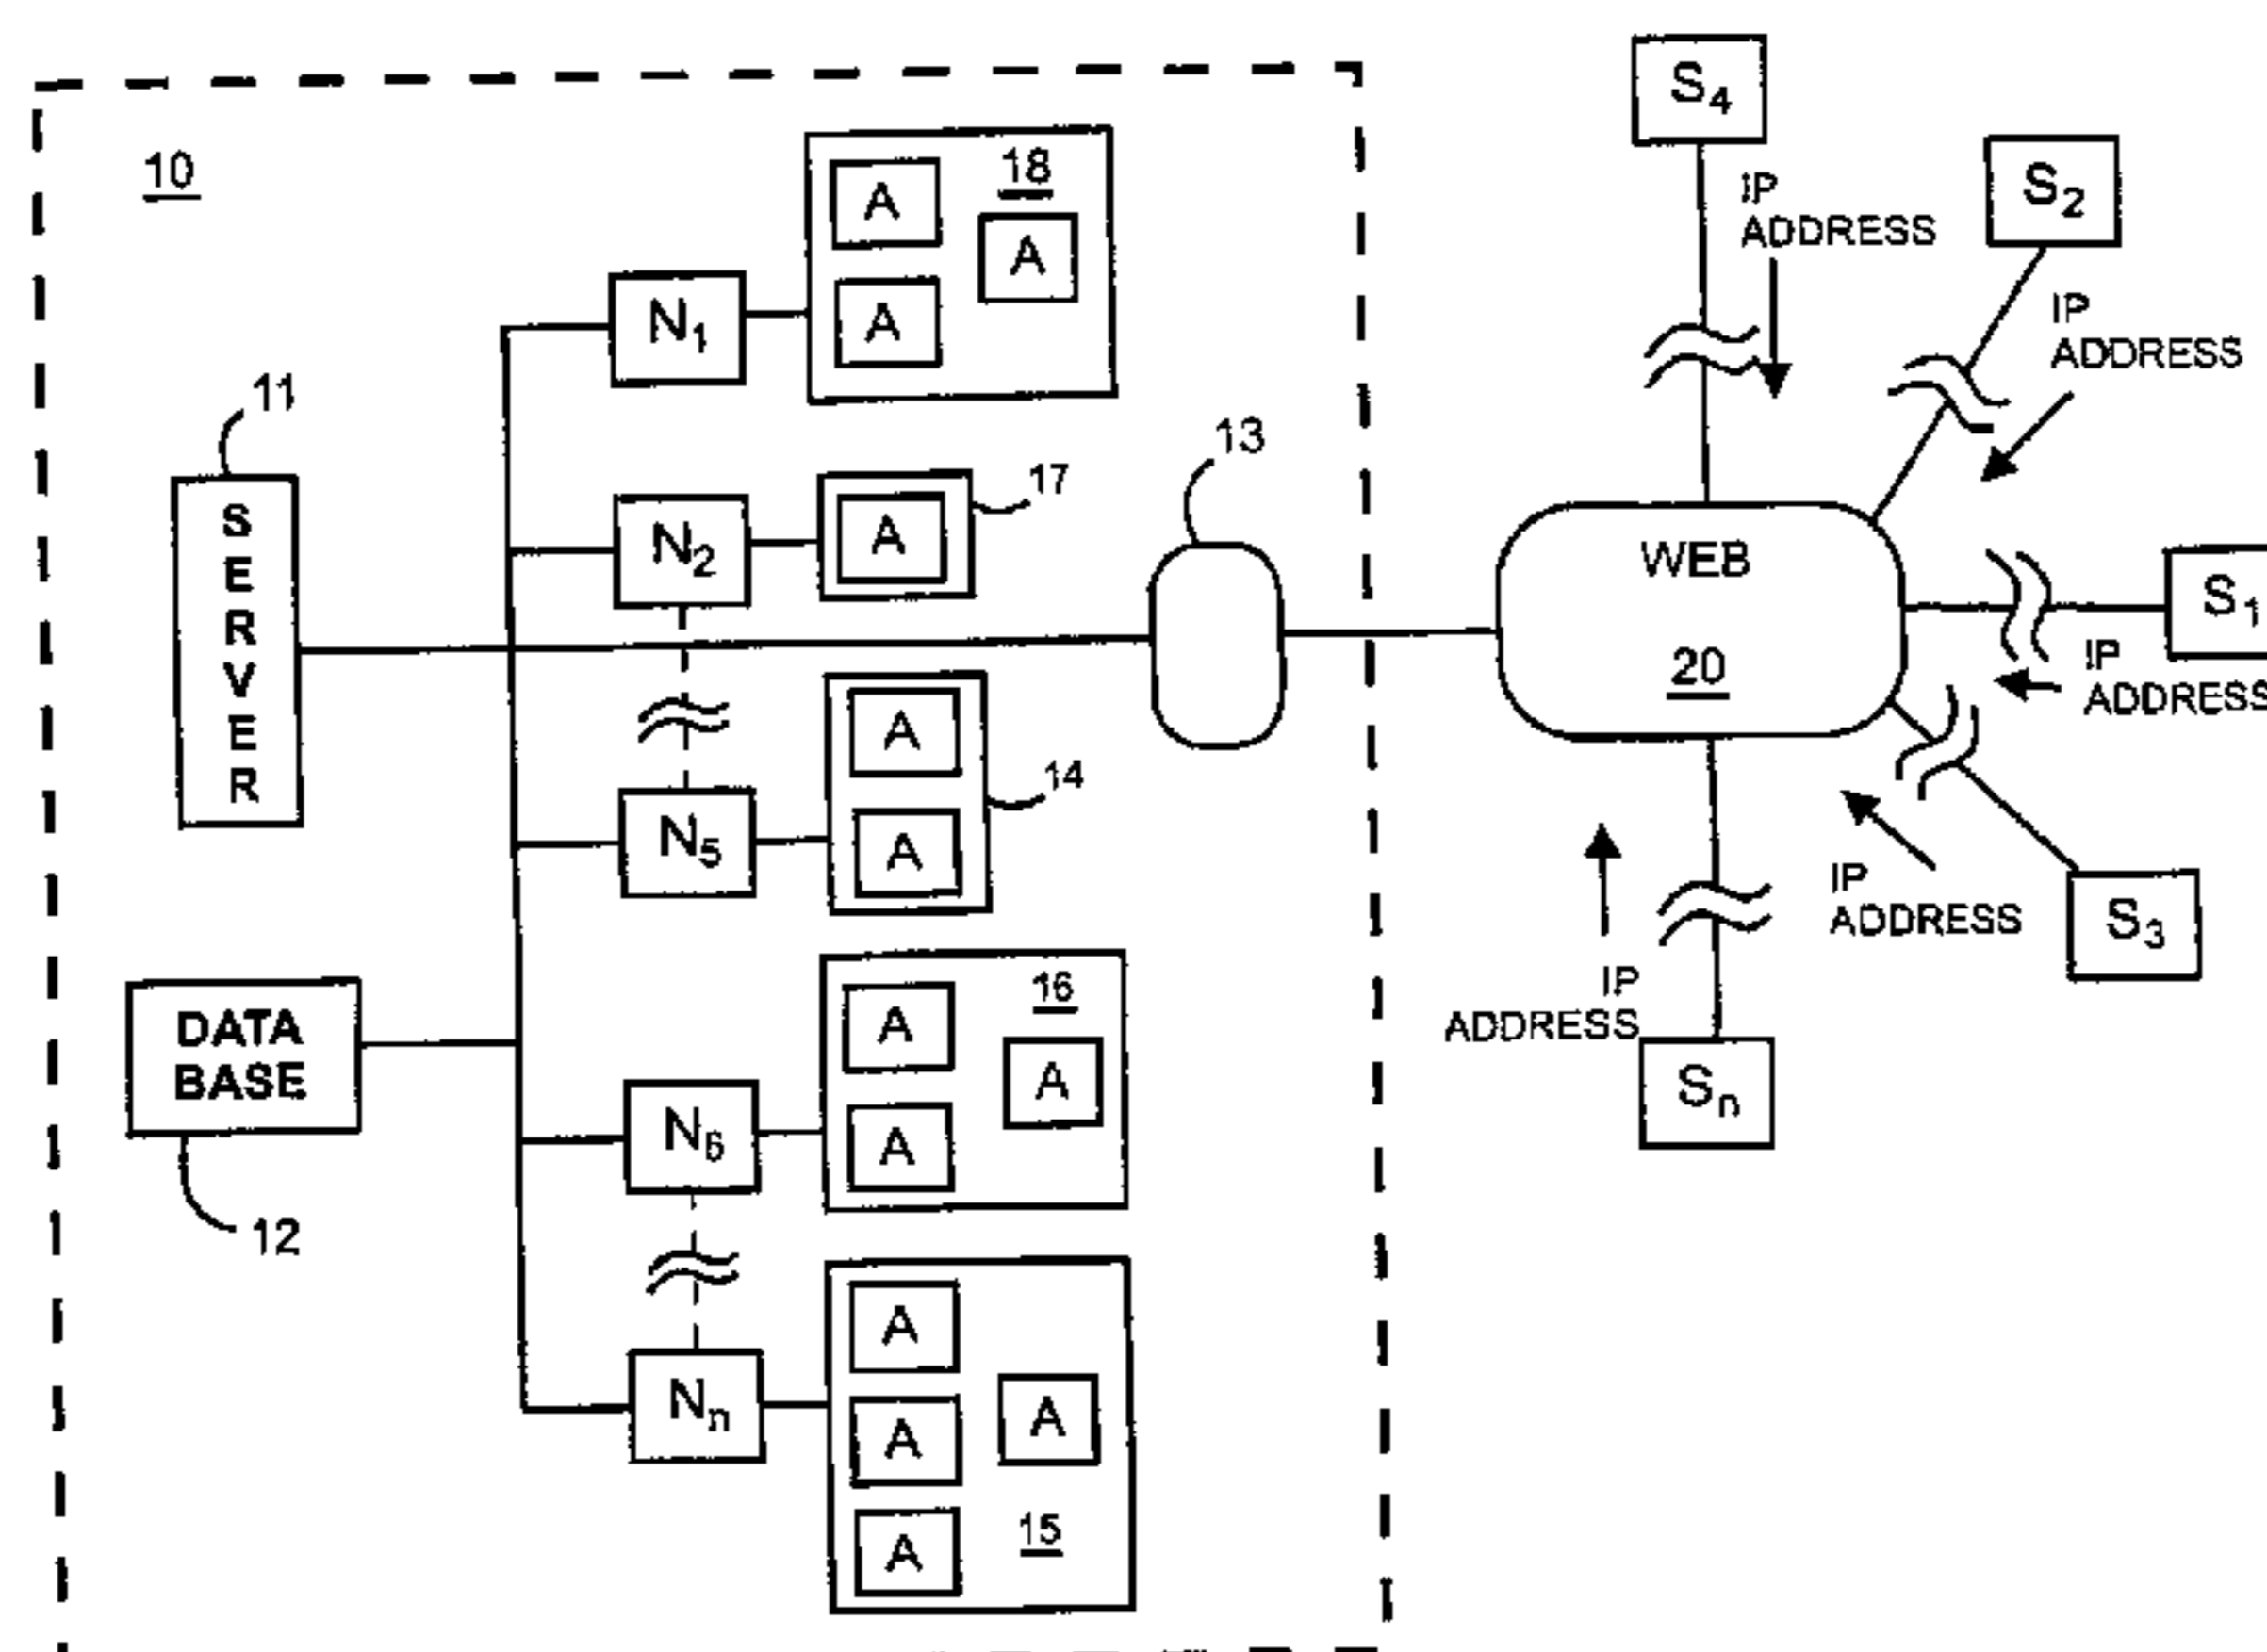 10
11
S
E
R
V
E
R
DATA
BASE
12
N1
A
A
A
18
N2
A
17
13
N5
A
A
14
N6
A
A
A
16
Nn
A
A
A
A
15
WEB
20
S4
IP
ADDRESS
S2
IP
ADDRESS
S1
IP
ADDRESS
S3
IP
ADDRESS
Sn
IP
ADDRESS